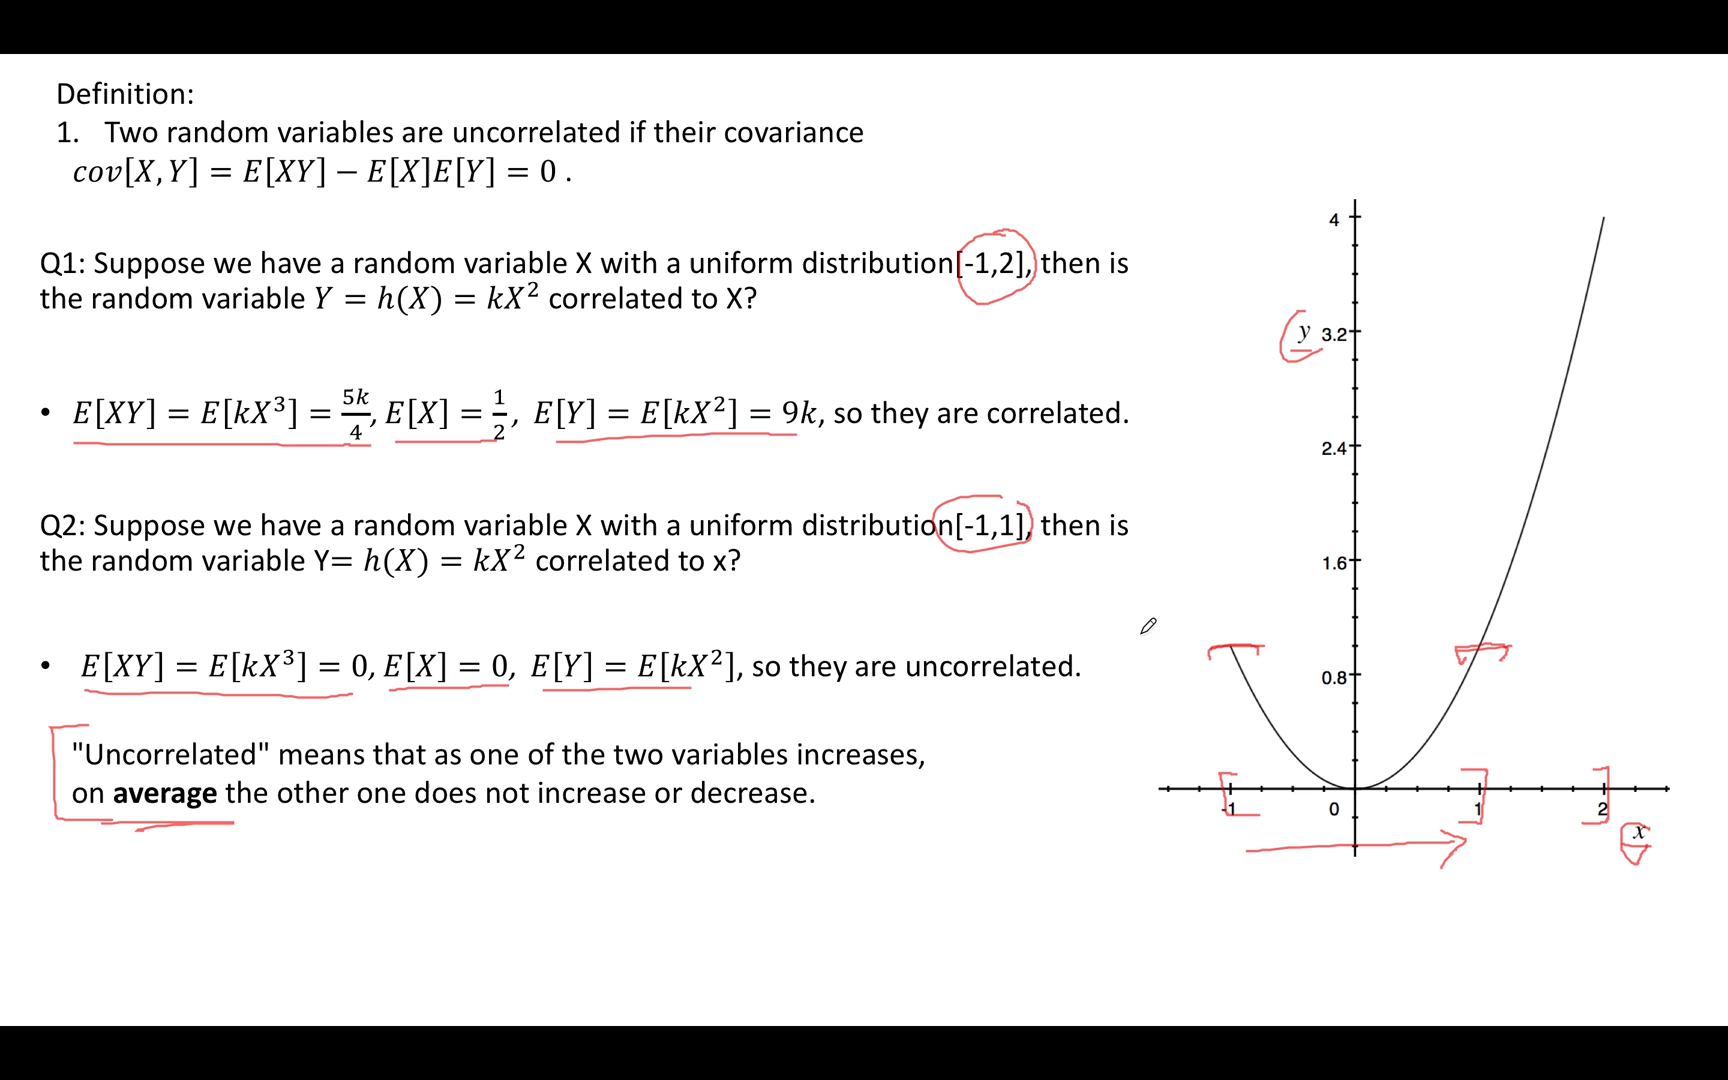 Definition:
1. Two random variables are uncorrelated if their covariance
cov[X, Y] = E[XY] − E[X]E[Y] = 0 .
Q1: Suppose we have a random variable X with a uniform distribution[-1,2], then is
the random variable Y = h(X) = kX² correlated to X?
• E[XY] = E[kX³] = 5k/4, E[X] = 1/2, E[Y] = E[kX²] = 9k, so they are correlated.
Q2: Suppose we have a random variable X with a uniform distribution[-1,1], then is
the random variable Y= h(X) = kX² correlated to x?
• E[XY] = E[kX³] = 0, E[X] = 0, E[Y] = E[kX²], so they are uncorrelated.
"Uncorrelated" means that as one of the two variables increases,
on average the other one does not increase or decrease.
4
y 3.2
2.4
1.6
0.8
-1 0 1 2
x